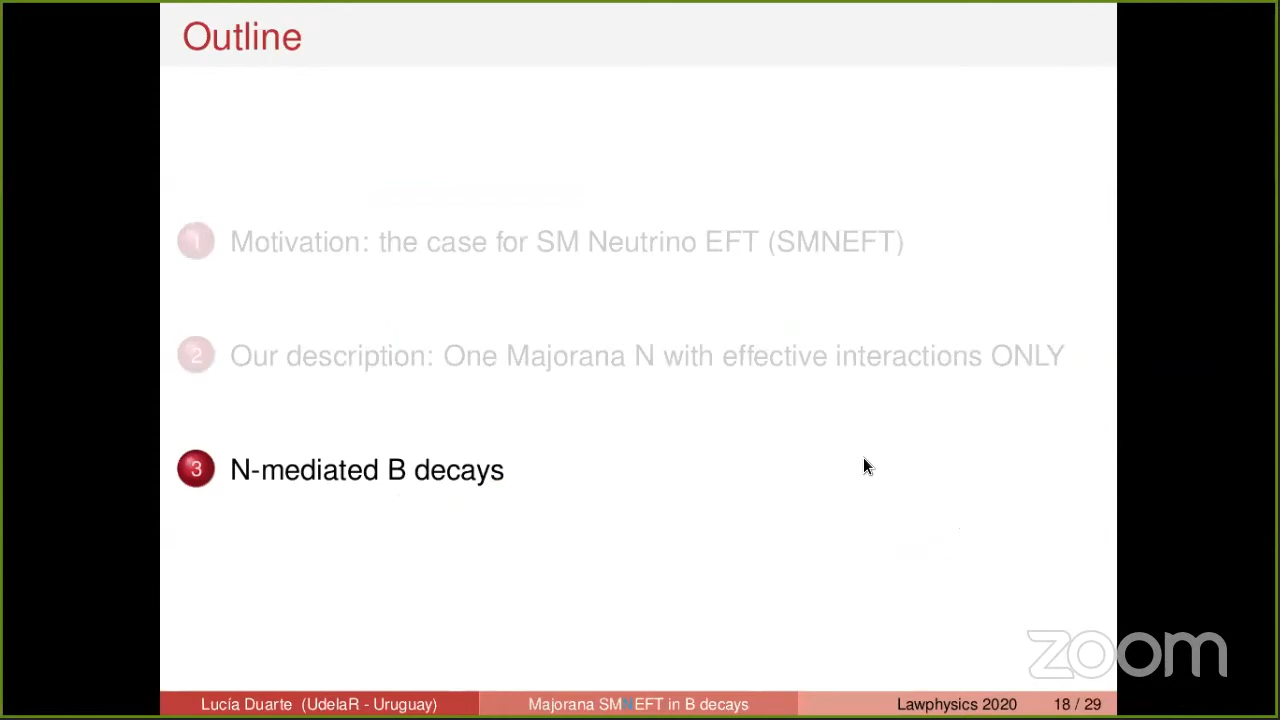 Outline
1 Motivation: the case for SM Neutrino EFT (SMNEFT)
2 Our description: One Majorana N with effective interactions ONLY
3 N-mediated B decays
zoom
Lucía Duarte (UdelaR - Uruguay) Majorana SMNEFT in B decays Lawphysics 2020 18 / 29